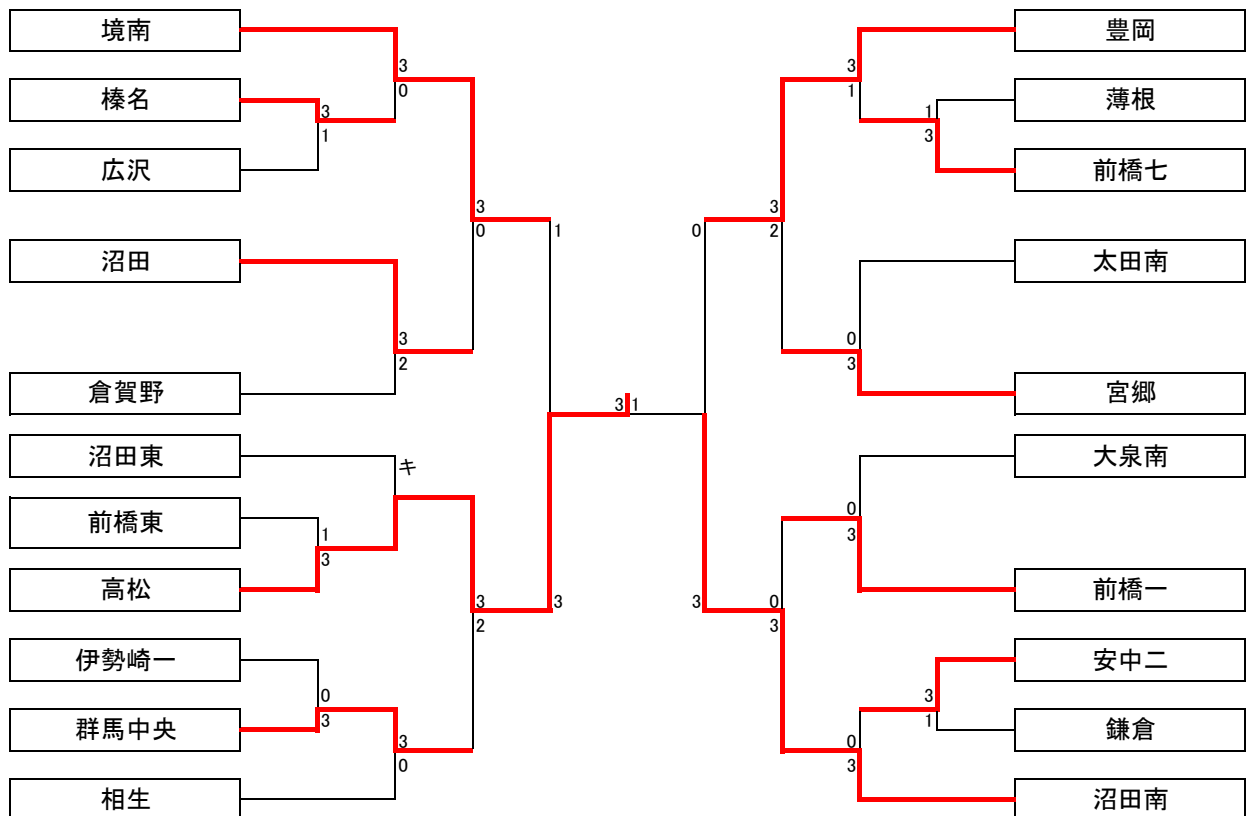 境南
榛名
広沢
沼田
倉賀野
沼田東
前橋東
高松
伊勢崎一
群馬中央
相生
3
0
3
1
3
2
3
0
1
キ
1
3
3
2
3
0
3
3
0
3 1
豊岡
薄根
前橋七
太田南
宮郷
大泉南
前橋一
安中二
鎌倉
沼田南
3
1
1
3
3
2
0
0
3
0
3
0
3
3
3
1
0
3